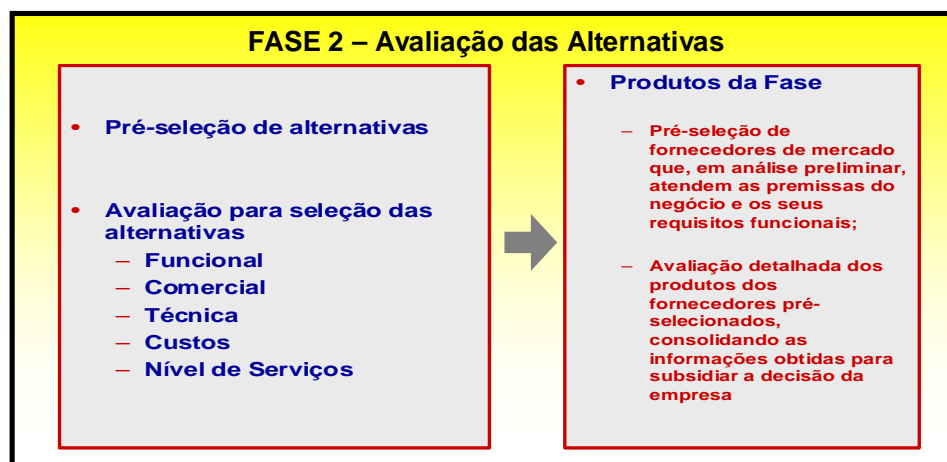 FASE 2 – Avaliação das Alternativas
• Pré-seleção de alternativas
• Avaliação para seleção das
alternativas
– Funcional
– Comercial
– Técnica
– Custos
– Nível de Serviços
• Produtos da Fase
– Pré-seleção de
fornecedores de mercado
que, em análise preliminar,
atendem as premissas do
negócio e os seus
requisitos funcionais;
– Avaliação detalhada dos
produtos dos
fornecedores pré-
selecionados,
consolidando as
informações obtidas para
subsidiar a decisão da
empresa